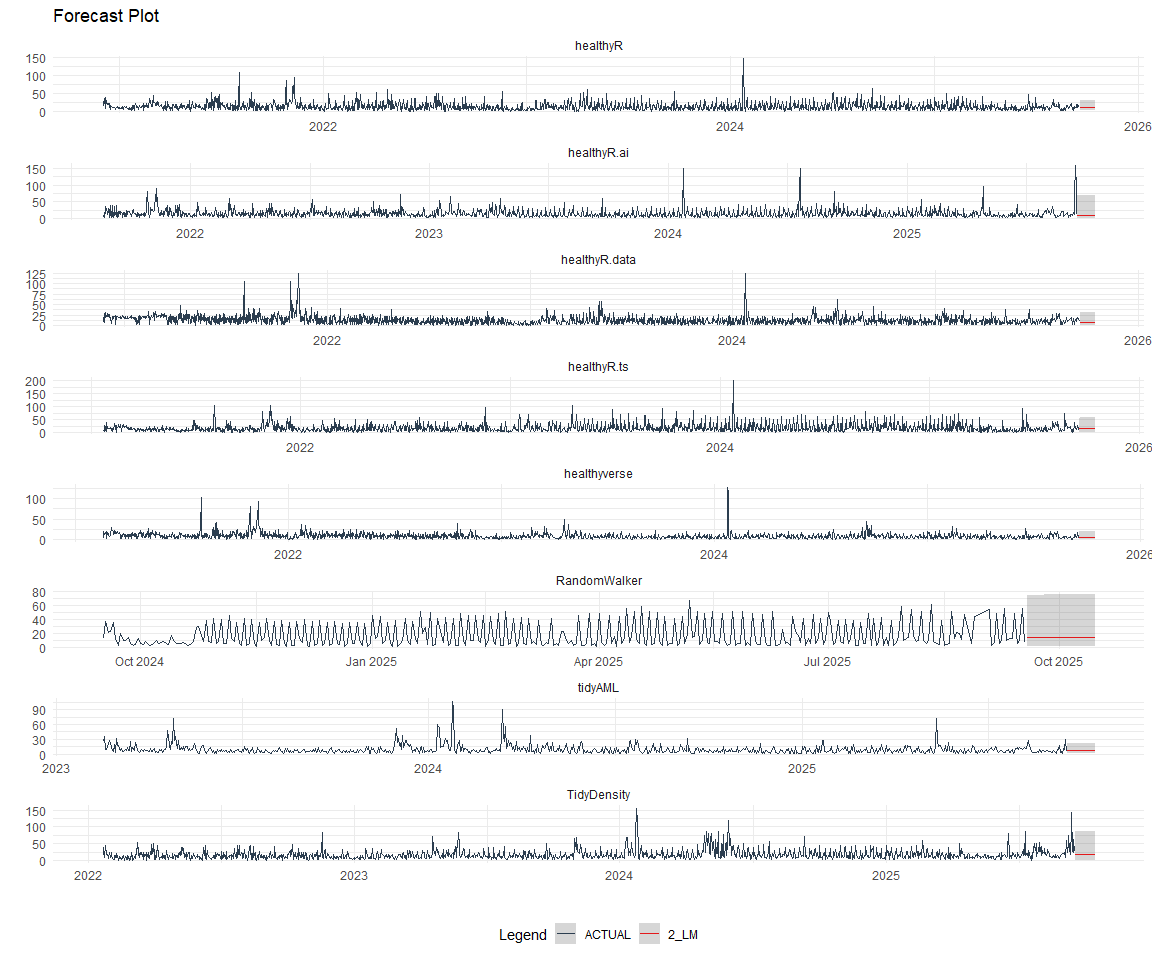 Forecast Plot
healthyR
150
100
50
0
2022 2024 2026
healthyR.ai
150
100
50
0
2022 2023 2024 2025
healthyR.data
125
100
75
50
25
0
2022 2024 2026
healthyR.ts
200
150
100
50
0
2022 2024 2026
healthyverse
100
50
0
2022 2024 2026
RandomWalker
80
60
40
20
0
Oct 2024 Jan 2025 Apr 2025 Jul 2025 Oct 2025
tidyAML
90
60
30
0
2023 2024 2025
TidyDensity
150
100
50
0
2022 2023 2024 2025
Legend ACTUAL 2_LM